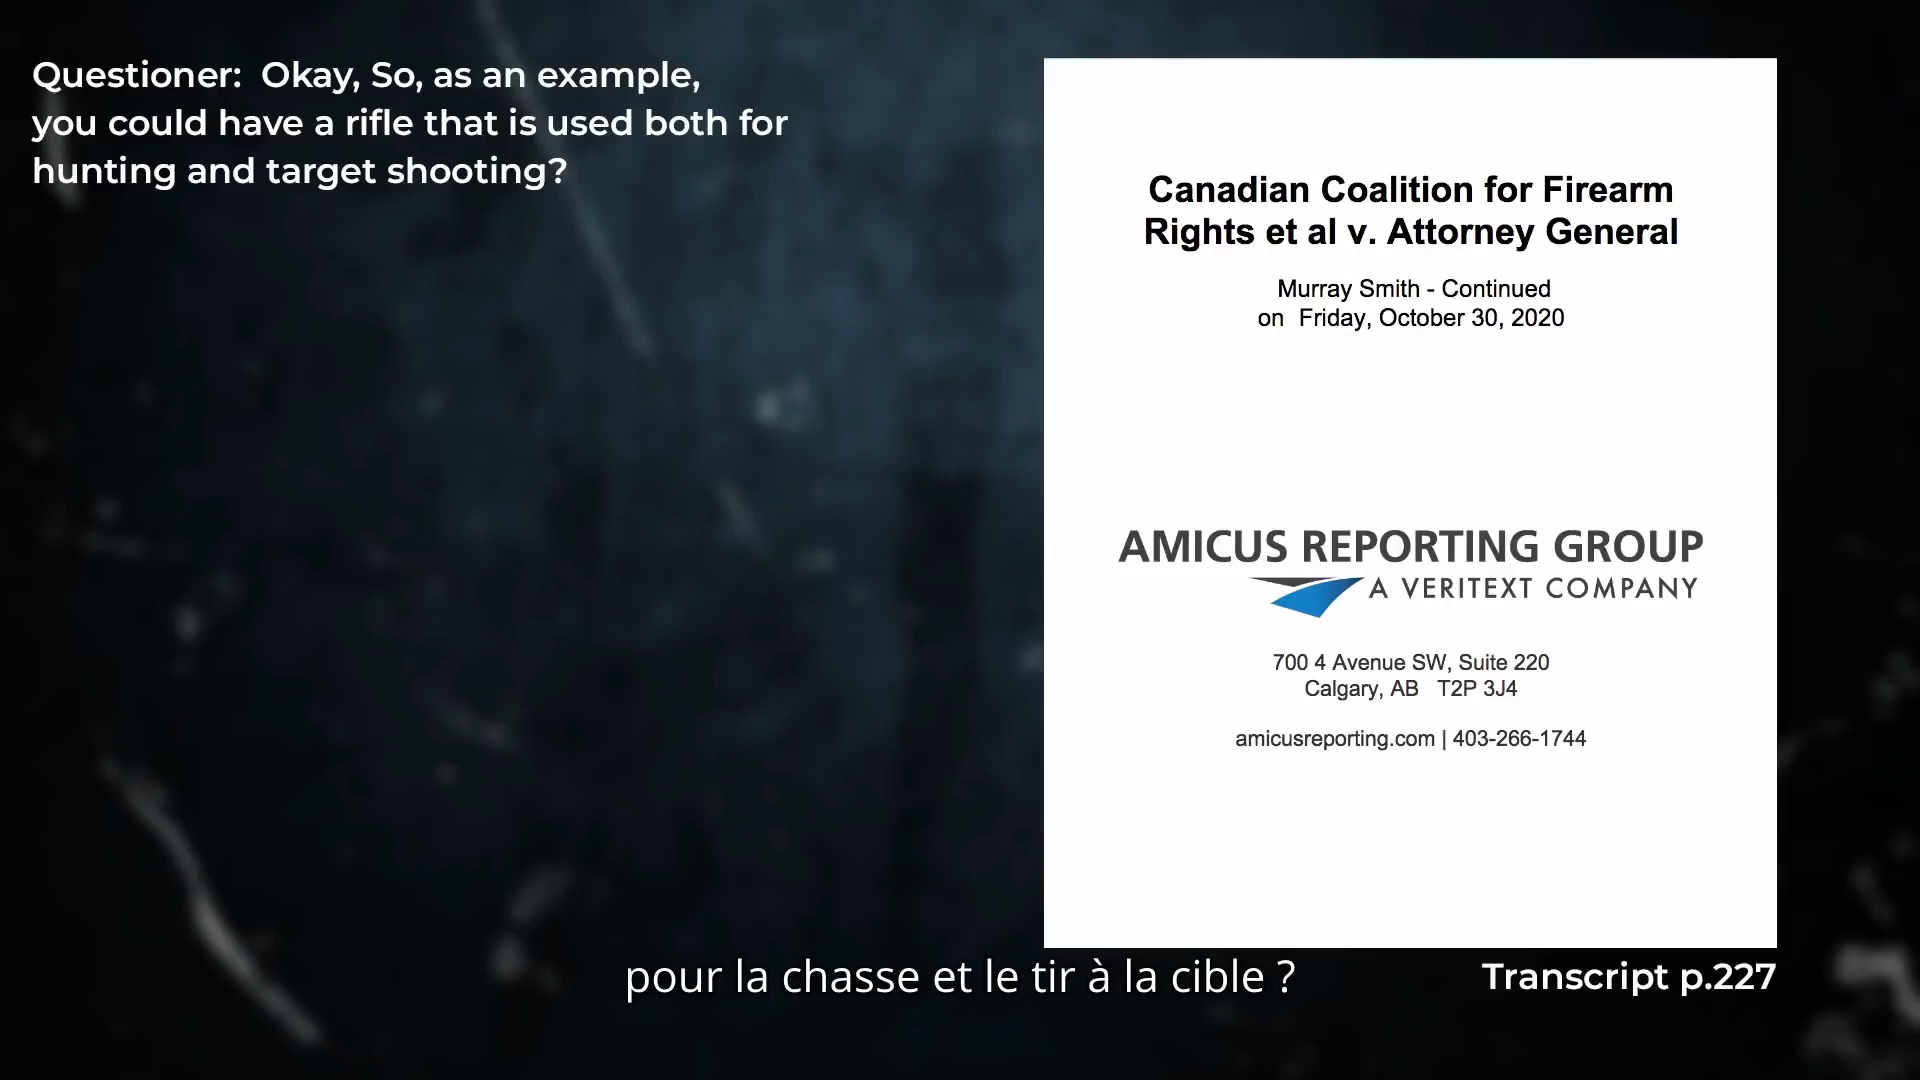 Questioner:  Okay, So, as an example,
you could have a rifle that is used both for
hunting and target shooting?
Canadian Coalition for Firearm
Rights et al v. Attorney General
Murray Smith - Continued
on  Friday, October 30, 2020
AMICUS REPORTING GROUP
A VERITEXT COMPANY
700 4 Avenue SW, Suite 220
Calgary, AB   T2P 3J4
amicusreporting.com | 403-266-1744
pour la chasse et le tir à la cible ?
Transcript p.227